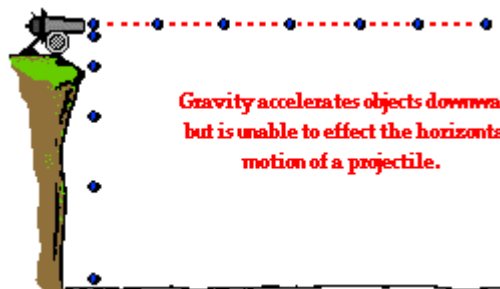 Gravity accelerates objects downwa
but is unable to effect the horizonta
motion of a projectile.